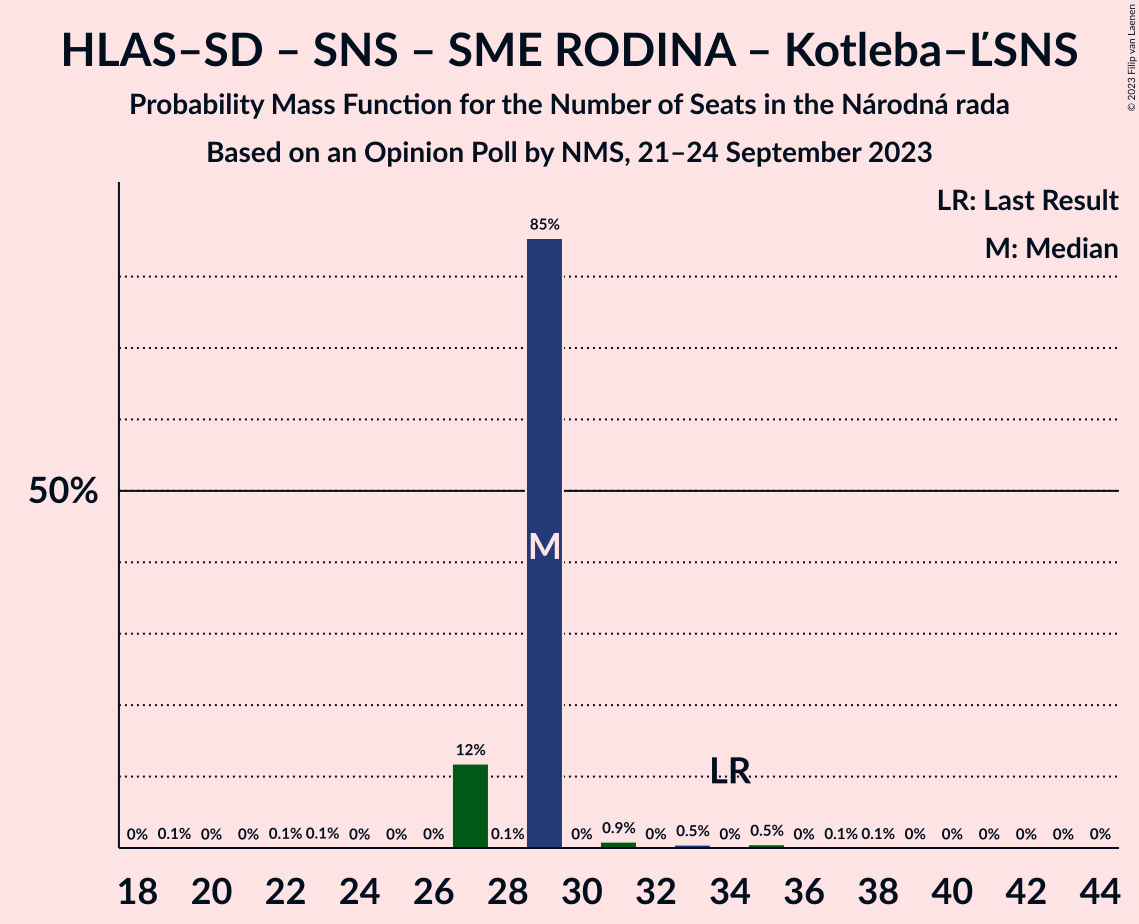 HLAS–SD – SNS – SME RODINA – Kotleba–ĽSNS
Probability Mass Function for the Number of Seats in the Národná rada
Based on an Opinion Poll by NMS, 21–24 September 2023
© 2023 Filip van Laenen
LR: Last Result
M: Median
85%
50%
M
12%
LR
0% 0.1% 0% 0% 0.1% 0.1% 0% 0% 0% 0.1% 0% 0.9% 0% 0.5% 0% 0.5% 0% 0.1% 0.1% 0% 0% 0% 0% 0% 0%
18 20 22 24 26 28 30 32 34 36 38 40 42 44